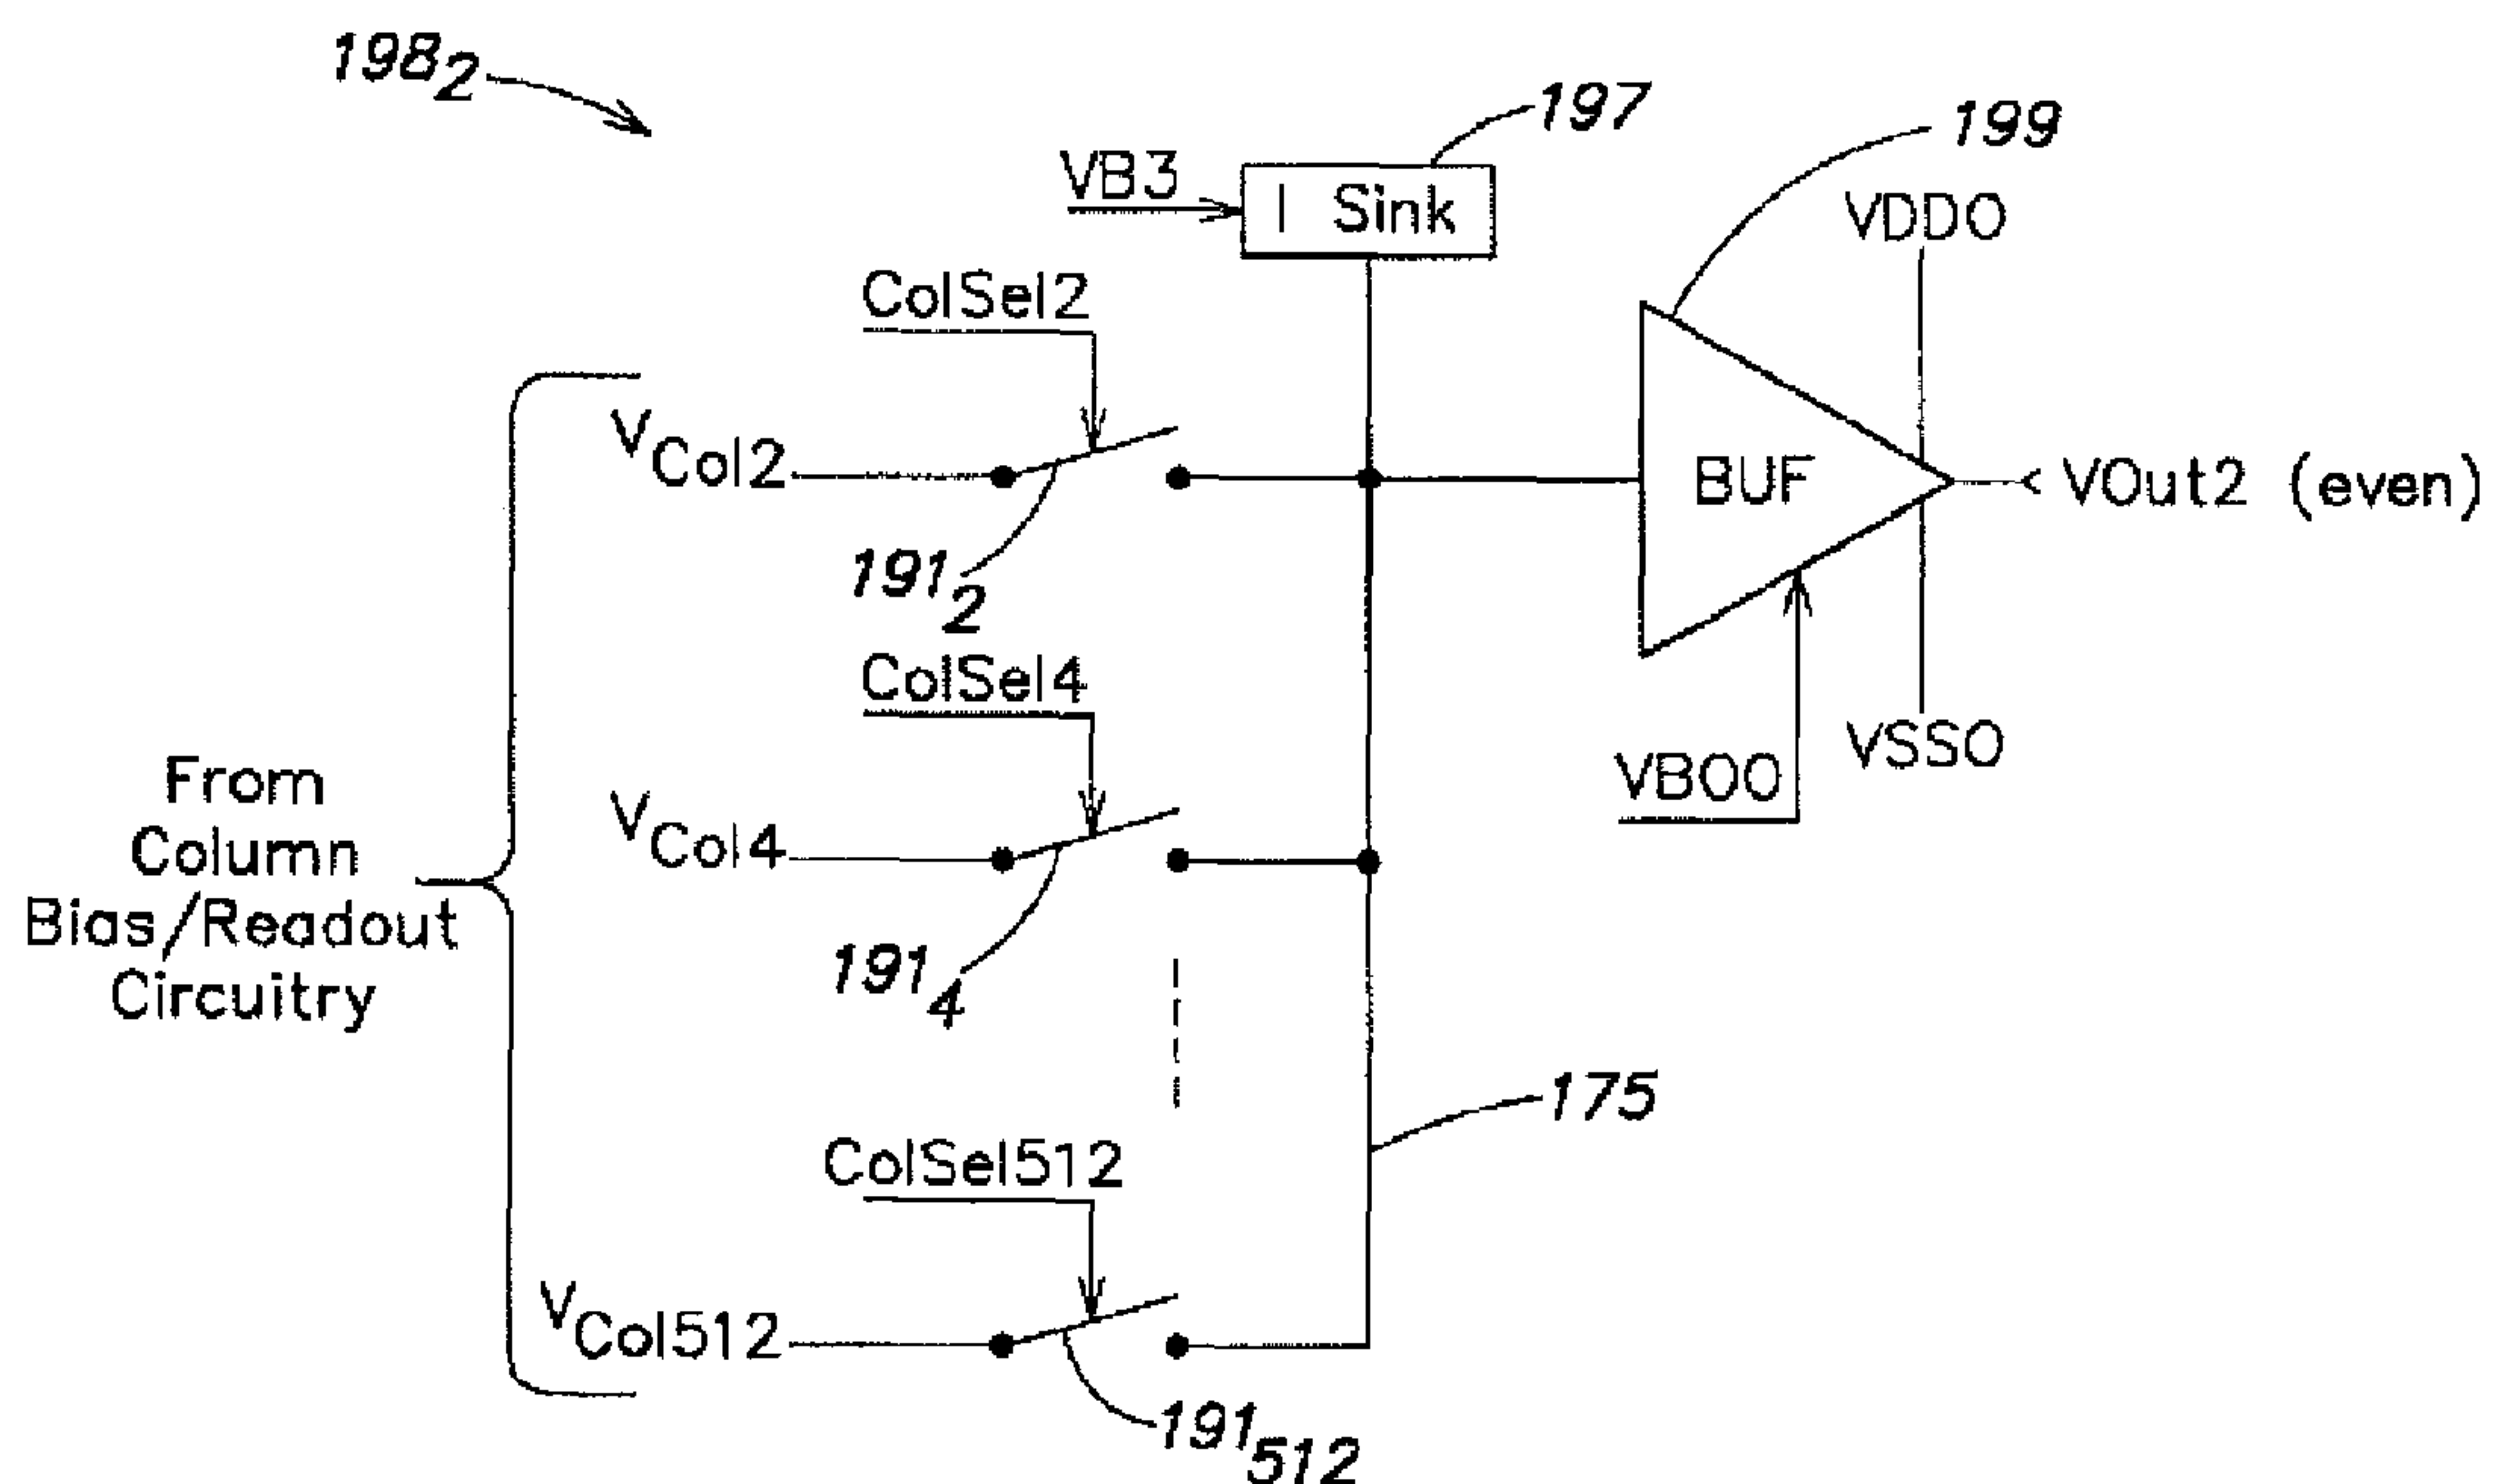 198₂
197
199
VB3
I Sink
VDDO
ColSel2
VCol2
BUF
VOut2 (even)
191₂
ColSel4
VSSO
VBOO
From
Column
Bias/Readout
Circuitry
VCol4
191₄
175
ColSel512
VCol512
191₅₁₂